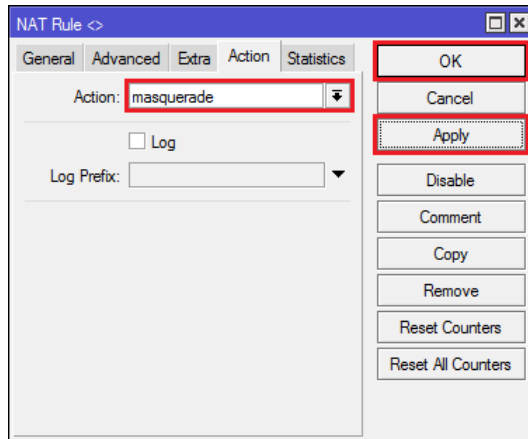 NAT Rule <>
General Advanced Extra Action Statistics
Action: masquerade
Log
Log Prefix:
OK
Cancel
Apply
Disable
Comment
Copy
Remove
Reset Counters
Reset All Counters